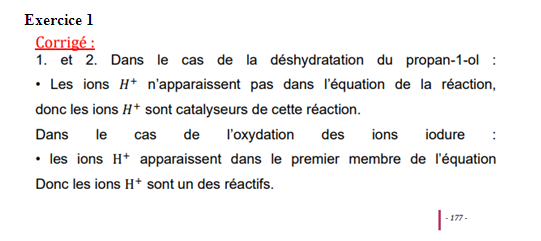 Exercice 1
Corrigé :
1. et 2. Dans le cas de la déshydratation du propan-1-ol :
• Les ions H⁺ n'apparaissent pas dans l'équation de la réaction,
donc les ions H⁺ sont catalyseurs de cette réaction.
Dans le cas de l'oxydation des ions iodure :
• les ions H⁺ apparaissent dans le premier membre de l'équation
Donc les ions H⁺ sont un des réactifs.
- 177 -